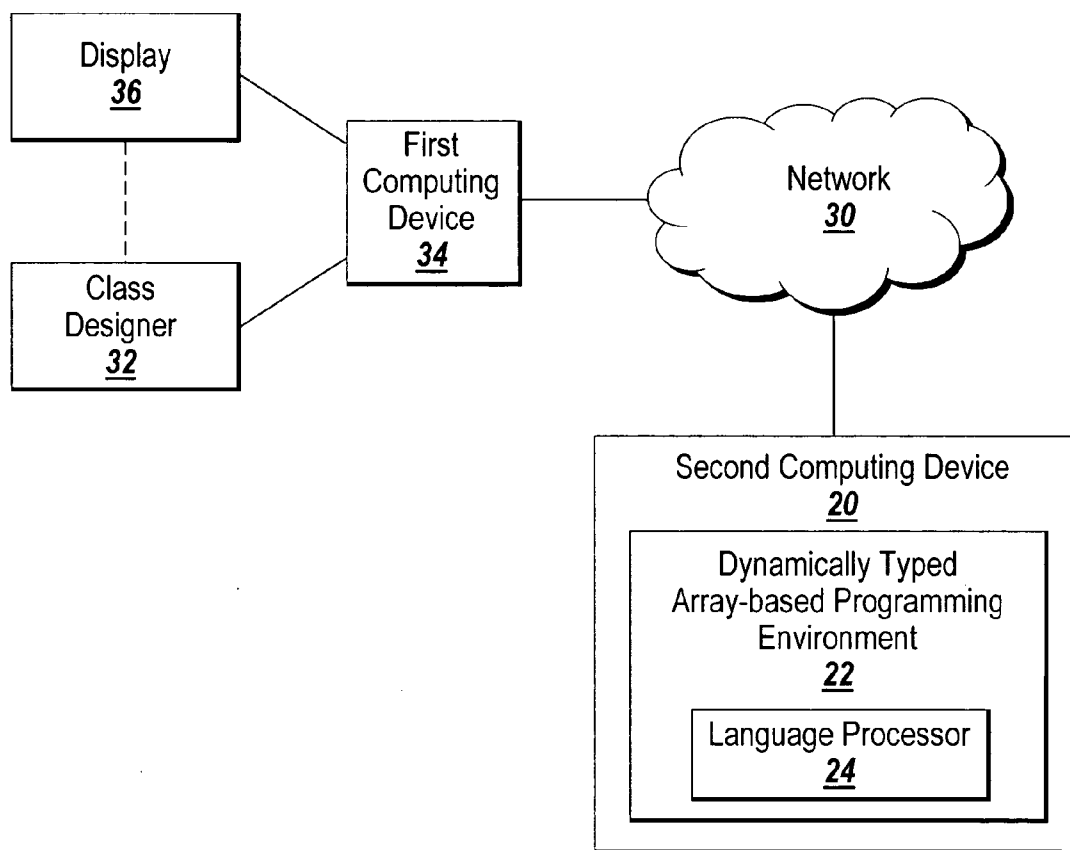 Display
36
First
Computing
Device
34
Network
30
Class
Designer
32
Second Computing Device
20
Dynamically Typed
Array-based Programming
Environment
22
Language Processor
24